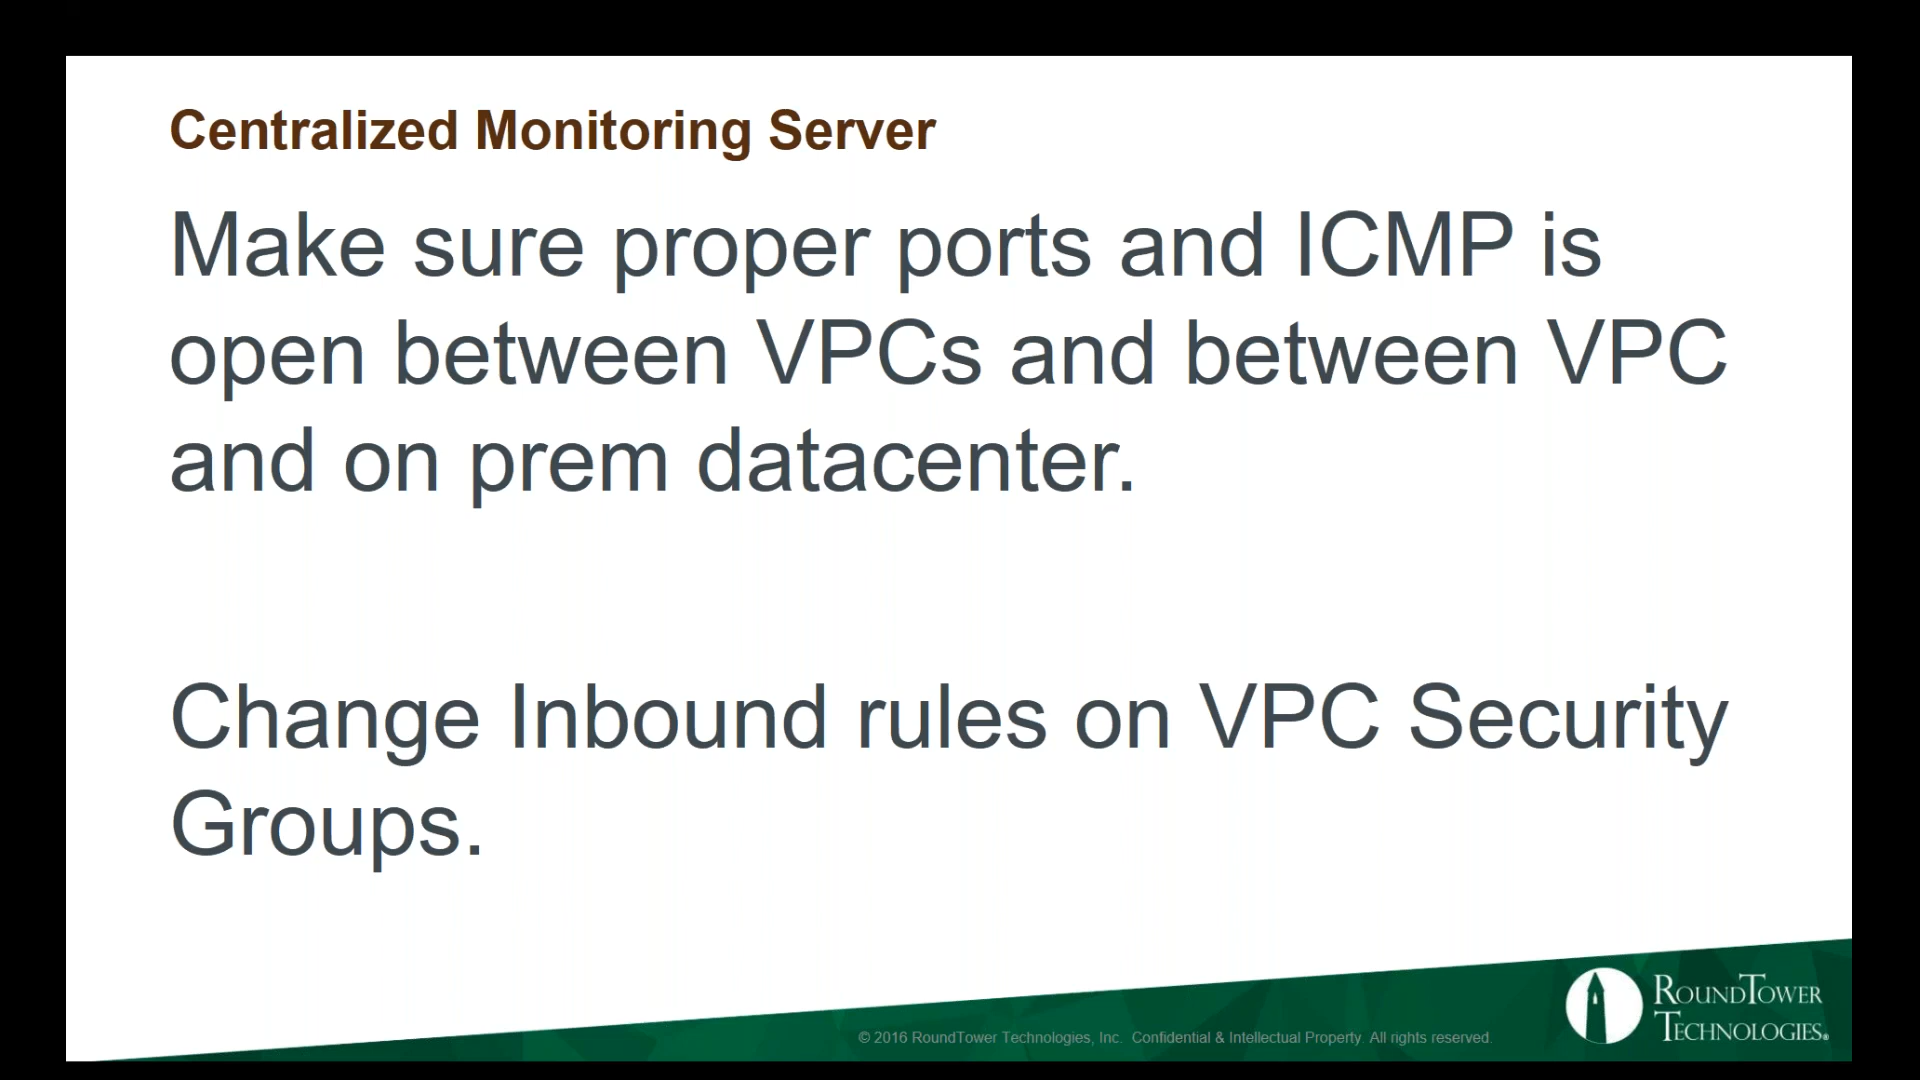 Centralized Monitoring Server
Make sure proper ports and ICMP is
open between VPCs and between VPC
and on prem datacenter.
Change Inbound rules on VPC Security
Groups.
© 2016 RoundTower Technologies, Inc. Confidential & Intellectual Property. All rights reserved.
ROUNDTOWER
TECHNOLOGIES®